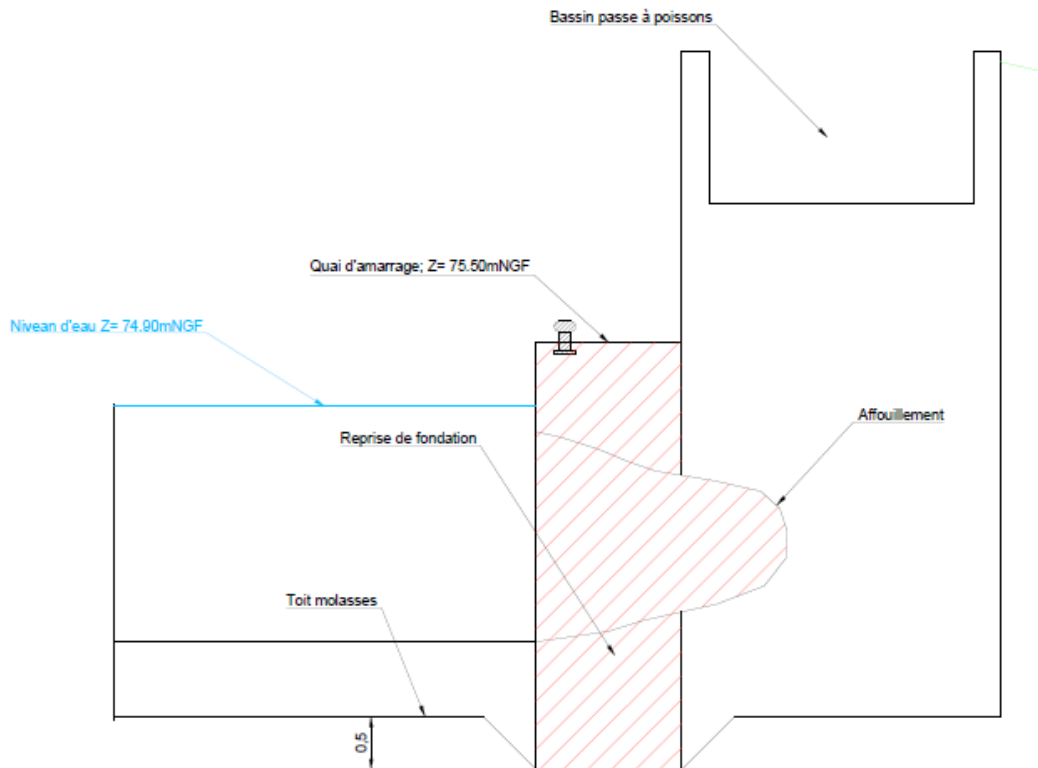 Bassin passe à poissons
Quai d'amarrage; Z= 75.50mNGF
Nivean d'eau Z= 74.90mNGF
Affouillement
Reprise de fondation
Toit molasses
0,5